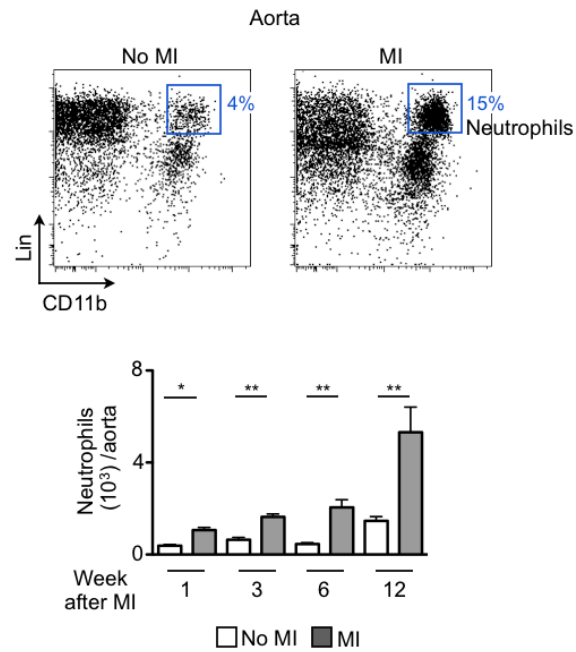 Aorta
No MI
MI
4%
15%
Neutrophils
Lin
CD11b
8
4
0
Neutrophils
(10³) /aorta
* ** ** **
Week
after MI
1 3 6 12
No MI MI